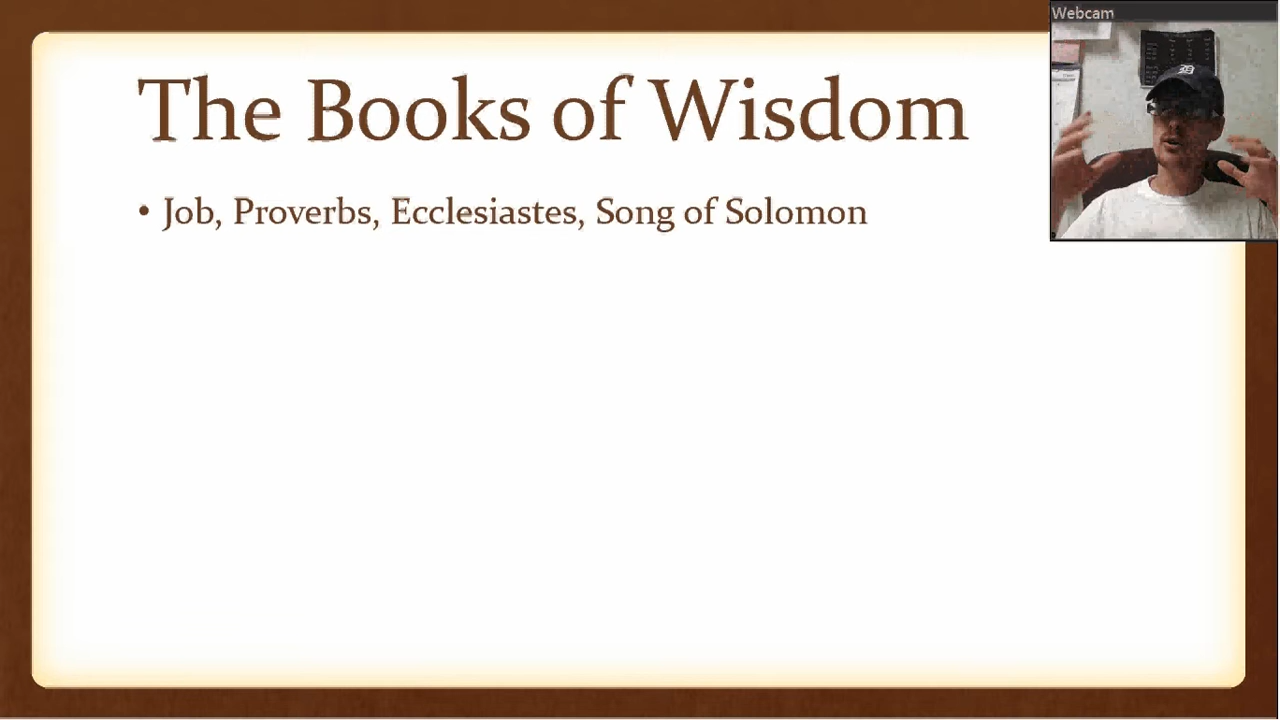 The Books of Wisdom
Webcam
• Job, Proverbs, Ecclesiastes, Song of Solomon